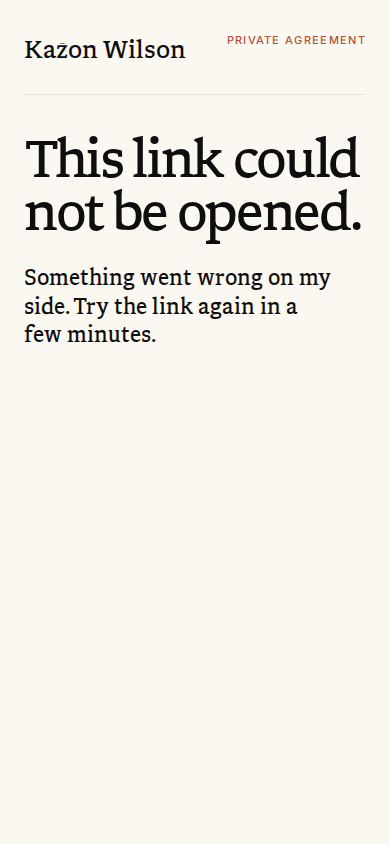 Kažon Wilson
PRIVATE AGREEMENT
This link could
not be opened.
Something went wrong on my
side. Try the link again in a
few minutes.